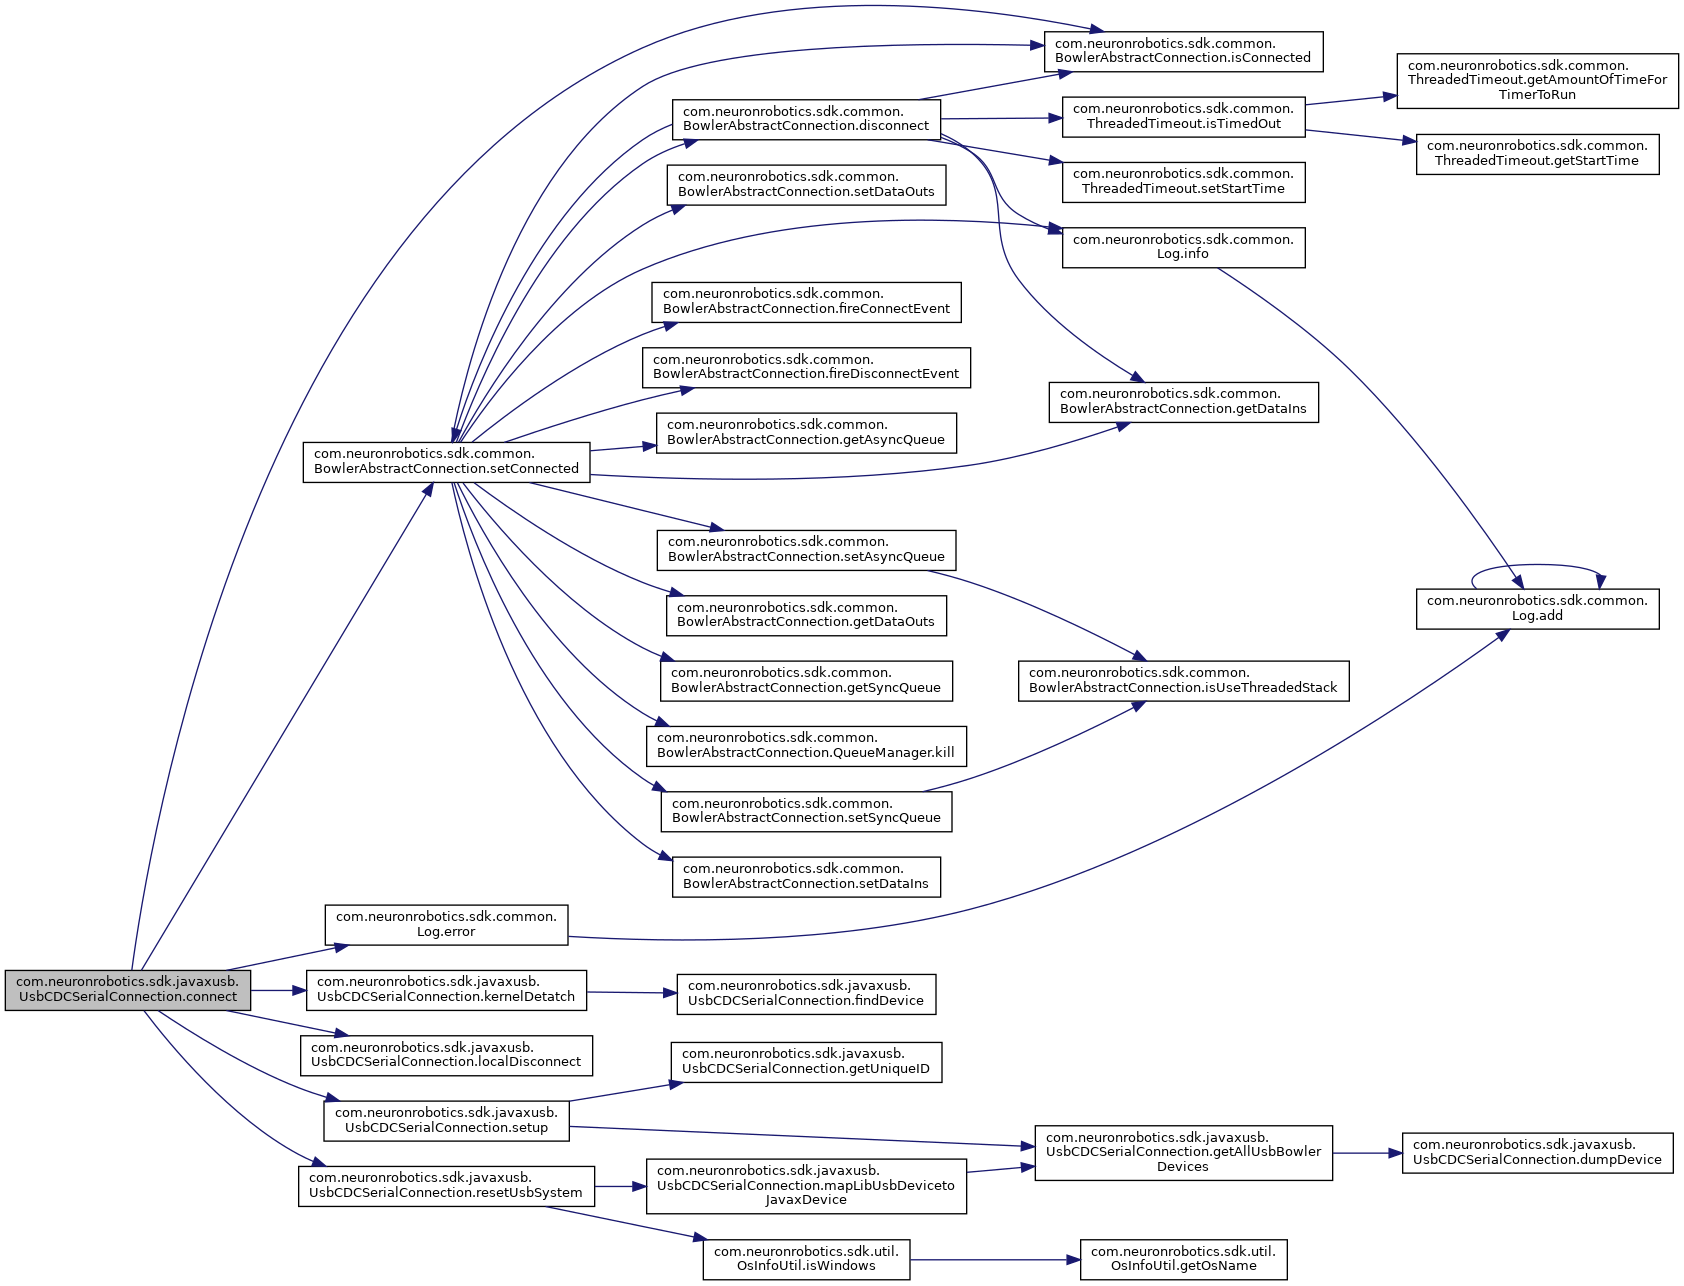 com.neuronrobotics.sdk.common.
BowlerAbstractConnection.isConnected
com.neuronrobotics.sdk.common.
ThreadedTimeout.getAmountOfTimeFor
TimerToRun
com.neuronrobotics.sdk.common.
BowlerAbstractConnection.disconnect
com.neuronrobotics.sdk.common.
ThreadedTimeout.isTimedOut
com.neuronrobotics.sdk.common.
ThreadedTimeout.getStartTime
com.neuronrobotics.sdk.common.
BowlerAbstractConnection.setDataOuts
com.neuronrobotics.sdk.common.
ThreadedTimeout.setStartTime
com.neuronrobotics.sdk.common.
Log.info
com.neuronrobotics.sdk.common.
BowlerAbstractConnection.fireConnectEvent
com.neuronrobotics.sdk.common.
BowlerAbstractConnection.fireDisconnectEvent
com.neuronrobotics.sdk.common.
BowlerAbstractConnection.getDataIns
com.neuronrobotics.sdk.common.
BowlerAbstractConnection.getAsyncQueue
com.neuronrobotics.sdk.common.
BowlerAbstractConnection.setConnected
com.neuronrobotics.sdk.common.
BowlerAbstractConnection.setAsyncQueue
com.neuronrobotics.sdk.common.
BowlerAbstractConnection.getDataOuts
com.neuronrobotics.sdk.common.
Log.add
com.neuronrobotics.sdk.common.
BowlerAbstractConnection.getSyncQueue
com.neuronrobotics.sdk.common.
BowlerAbstractConnection.isUseThreadedStack
com.neuronrobotics.sdk.common.
BowlerAbstractConnection.QueueManager.kill
com.neuronrobotics.sdk.common.
BowlerAbstractConnection.setSyncQueue
com.neuronrobotics.sdk.common.
BowlerAbstractConnection.setDataIns
com.neuronrobotics.sdk.common.
Log.error
com.neuronrobotics.sdk.javaxusb.
UsbCDCSerialConnection.connect
com.neuronrobotics.sdk.javaxusb.
UsbCDCSerialConnection.kernelDetatch
com.neuronrobotics.sdk.javaxusb.
UsbCDCSerialConnection.findDevice
com.neuronrobotics.sdk.javaxusb.
UsbCDCSerialConnection.localDisconnect
com.neuronrobotics.sdk.javaxusb.
UsbCDCSerialConnection.getUniqueID
com.neuronrobotics.sdk.javaxusb.
UsbCDCSerialConnection.setup
com.neuronrobotics.sdk.javaxusb.
UsbCDCSerialConnection.getAllUsbBowler
Devices
com.neuronrobotics.sdk.javaxusb.
UsbCDCSerialConnection.dumpDevice
com.neuronrobotics.sdk.javaxusb.
UsbCDCSerialConnection.resetUsbSystem
com.neuronrobotics.sdk.javaxusb.
UsbCDCSerialConnection.mapLibUsbDeviceto
JavaxDevice
com.neuronrobotics.sdk.util.
OsInfoUtil.isWindows
com.neuronrobotics.sdk.util.
OsInfoUtil.getOsName